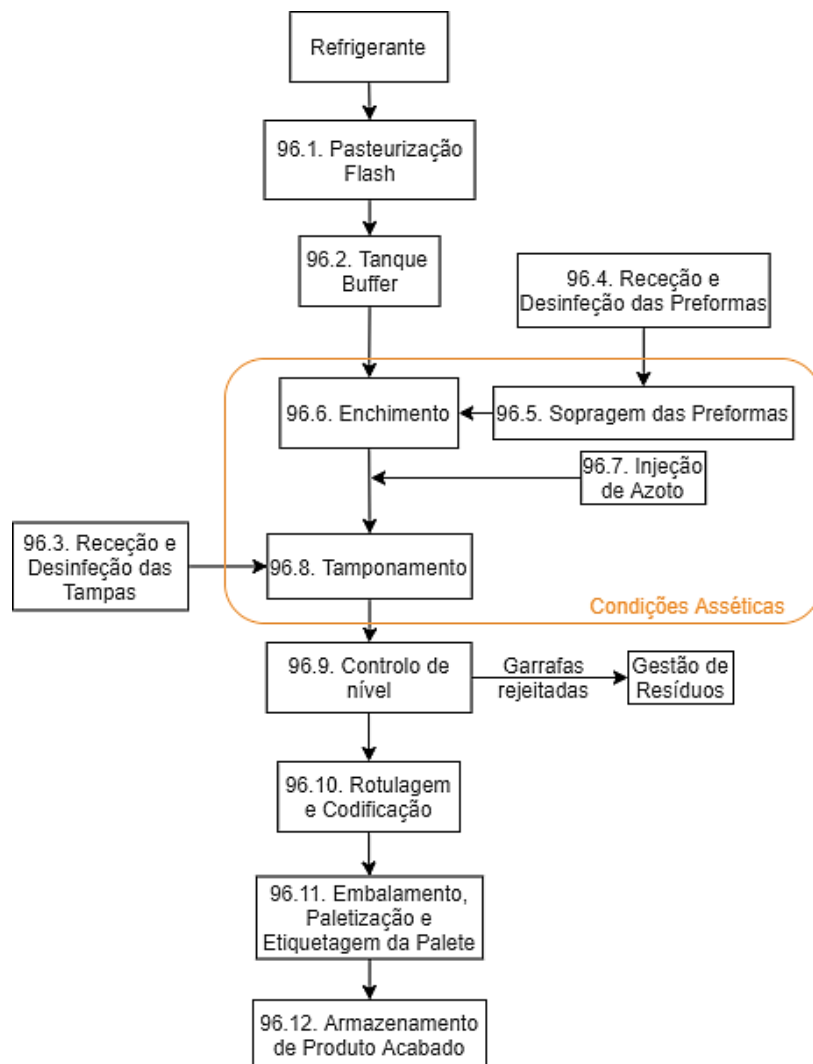 Refrigerante
96.1. Pasteurização
Flash
96.2. Tanque
Buffer
96.4. Receção e
Desinfeção das Preformas
96.6. Enchimento
96.5. Sopragem das Preformas
96.7. Injeção
de Azoto
96.3. Receção e
Desinfeção das
Tampas
96.8. Tamponamento
Condições Asséticas
96.9. Controlo de
nível
Garrafas
rejeitadas
Gestão de
Resíduos
96.10. Rotulagem
e Codificação
96.11. Embalamento,
Paletização e
Etiquetagem da Palete
96.12. Armazenamento
de Produto Acabado